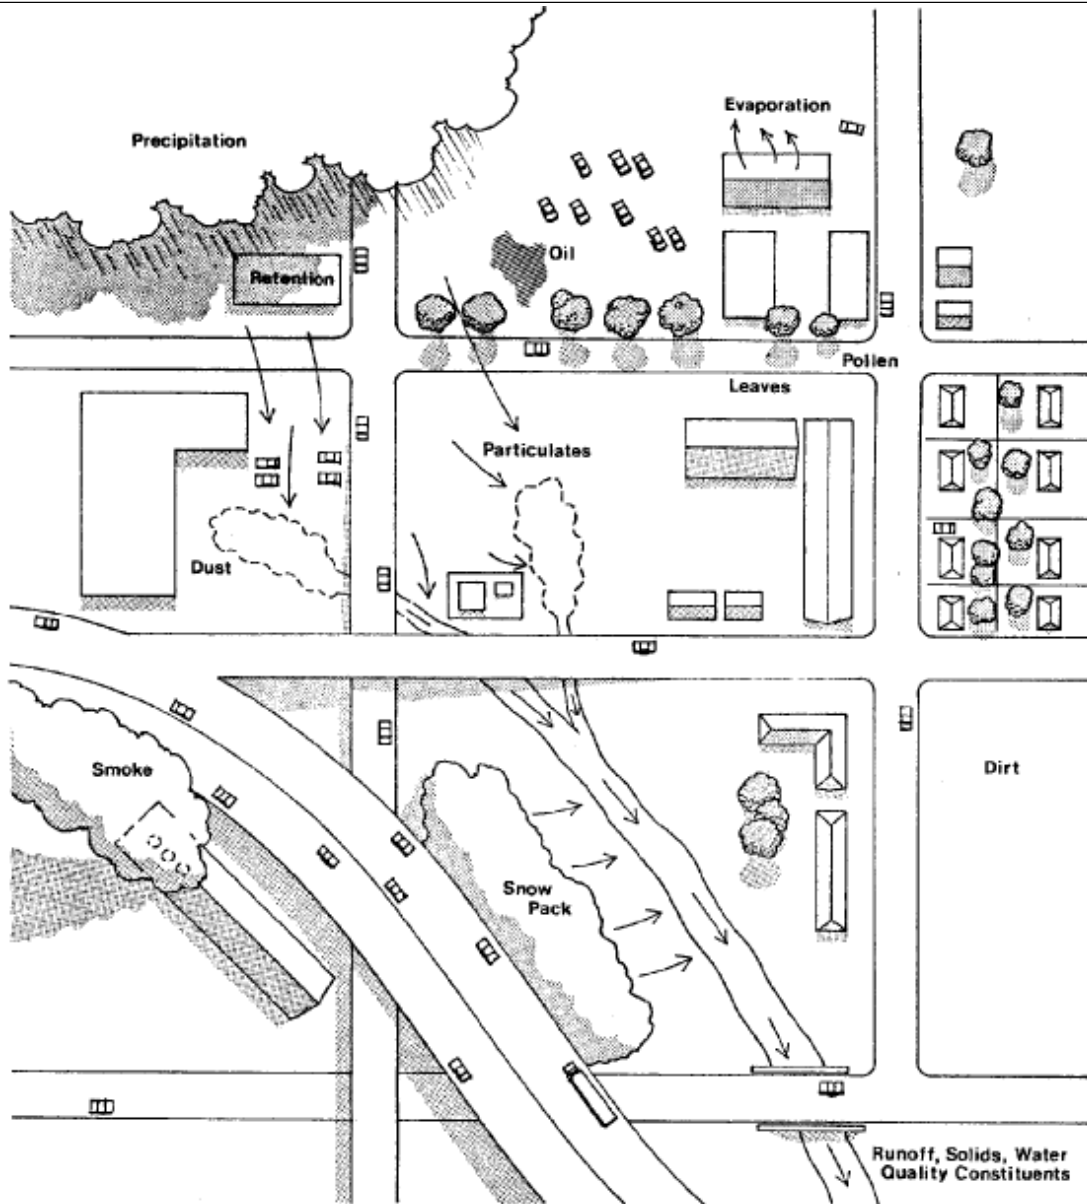 Evaporation
Precipitation
Oil
Retention
Pollen
Leaves
Particulates
Dust
Smoke
Dirt
Snow
Pack
Runoff, Solids, Water
Quality Constituents